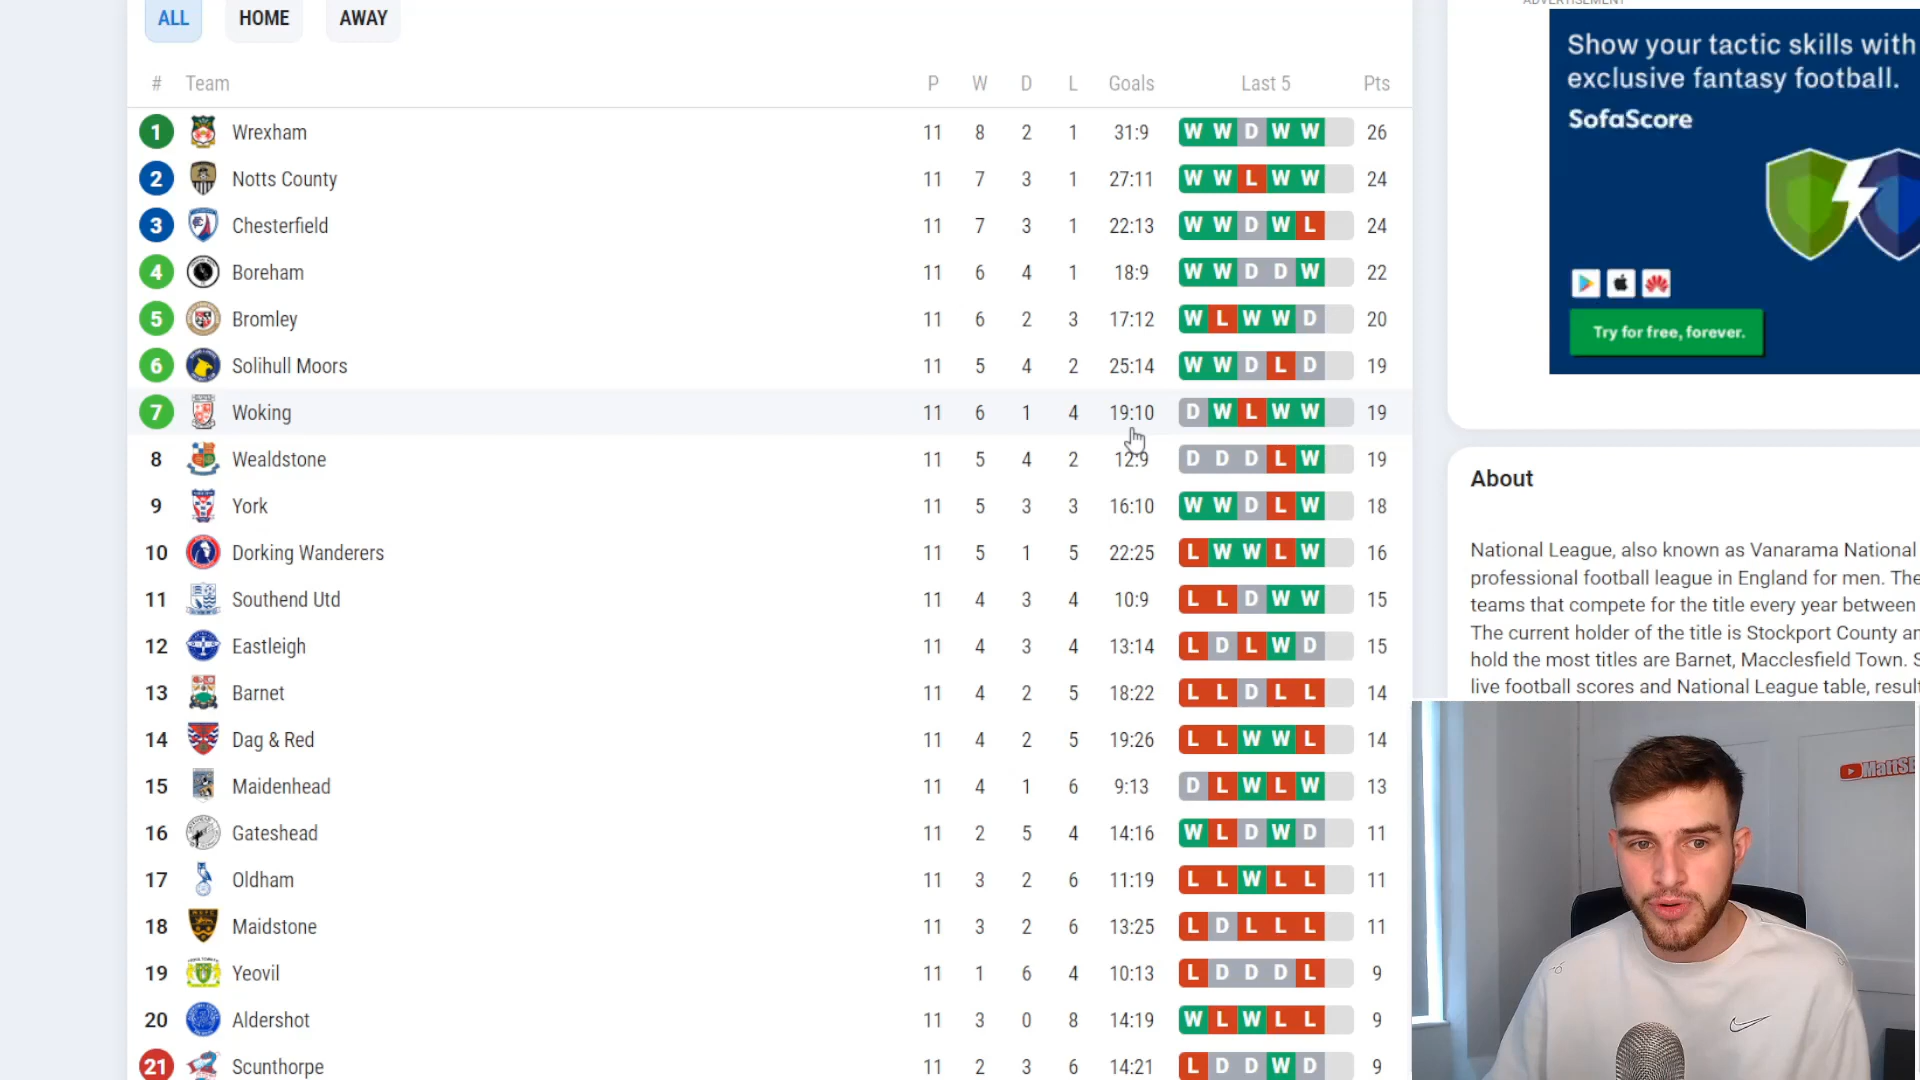 ADVERTISEMENT
ALL HOME AWAY
# Team P W D L Goals Last 5 Pts
1 Wrexham 11 8 2 1 31:9 W W D W W 26
2 Notts County 11 7 3 1 27:11 W W L W W 24
3 Chesterfield 11 7 3 1 22:13 W W D W L 24
4 Boreham 11 6 4 1 18:9 W W D D W 22
5 Bromley 11 6 2 3 17:12 W L W W D 20
6 Solihull Moors 11 5 4 2 25:14 W W D L D 19
7 Woking 11 6 1 4 19:10 D W L W W 19
8 Wealdstone 11 5 4 2 12:9 D D D L W 19
9 York 11 5 3 3 16:10 W W D L W 18
10 Dorking Wanderers 11 5 1 5 22:25 L W W L W 16
11 Southend Utd 11 4 3 4 10:9 L L D W W 15
12 Eastleigh 11 4 3 4 13:14 L D L W D 15
13 Barnet 11 4 2 5 18:22 L L D L L 14
14 Dag & Red 11 4 2 5 19:26 L L W W L 14
15 Maidenhead 11 4 1 6 9:13 D L W L W 13
16 Gateshead 11 2 5 4 14:16 W L D W D 11
17 Oldham 11 3 2 6 11:19 L L W L L 11
18 Maidstone 11 3 2 6 13:25 L D L L L 11
19 Yeovil 11 1 6 4 10:13 L D D D L 9
20 Aldershot 11 3 0 8 14:19 W L W L L 9
21 Scunthorpe 11 2 3 6 14:21 L D D W D 9
Show your tactic skills with
exclusive fantasy football.
SofaScore
Try for free, forever.
About
National League, also known as Vanarama National
professional football league in England for men. The
teams that compete for the title every year between
The current holder of the title is Stockport County an
hold the most titles are Barnet, Macclesfield Town. S
live football scores and National League table, result
MattSE